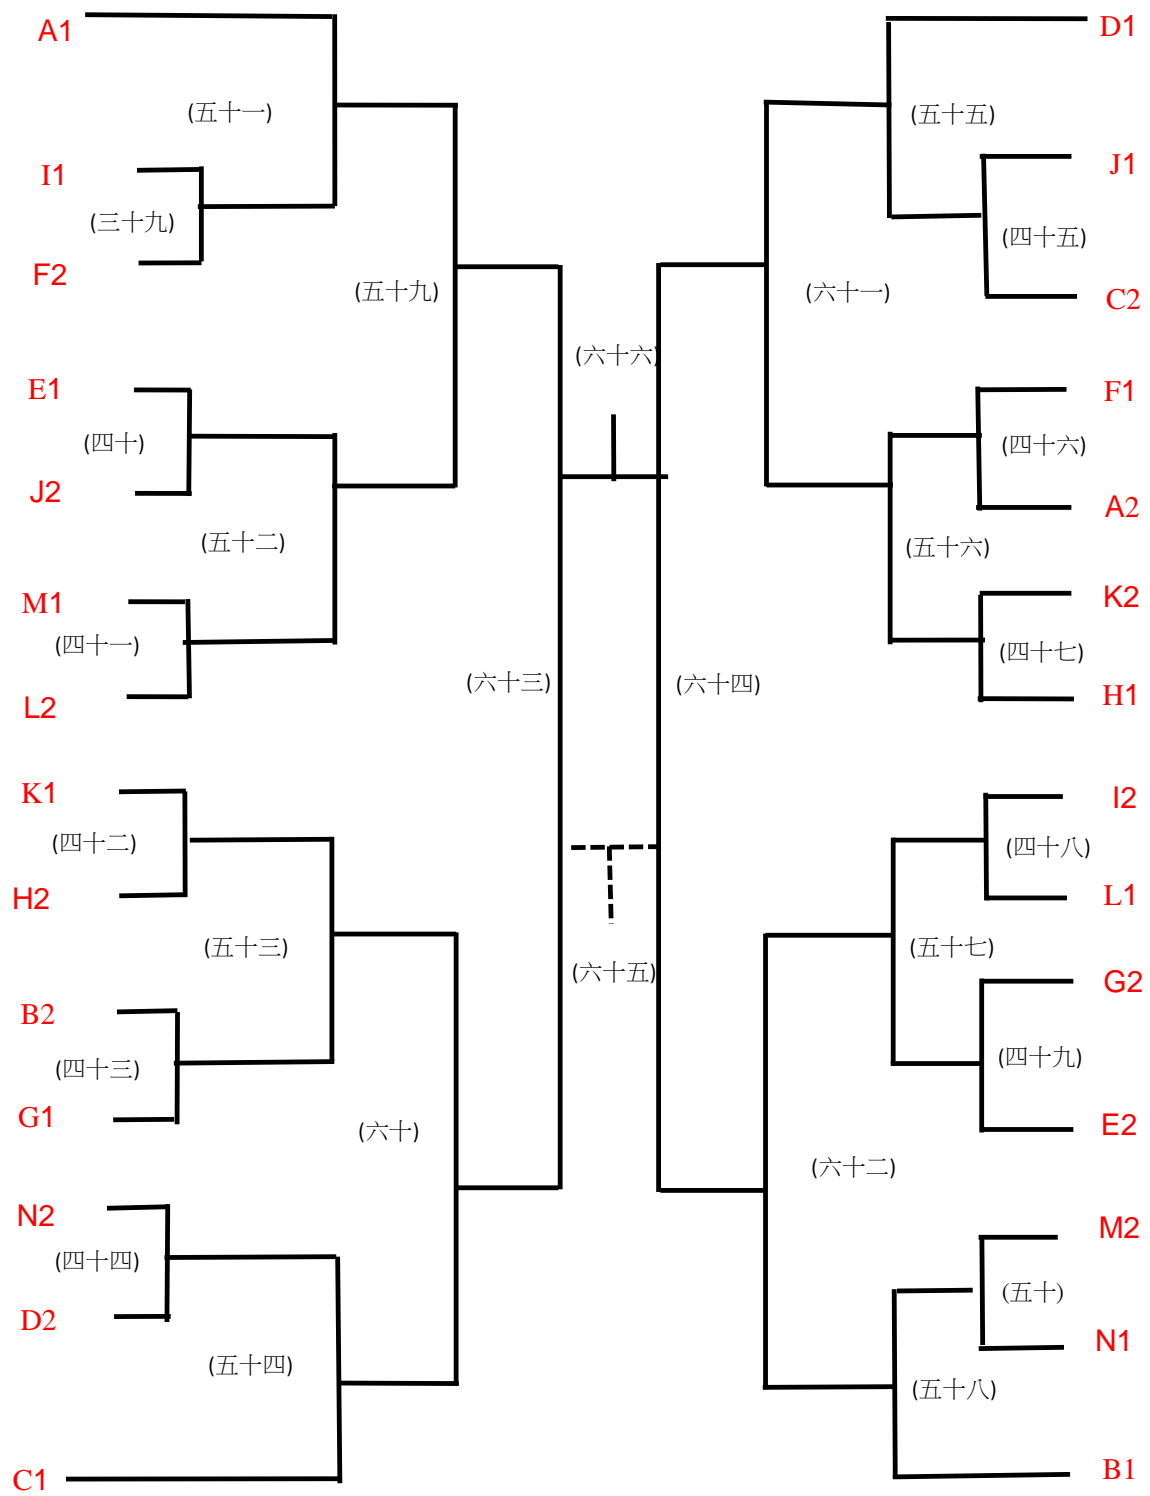 A1
(五十一)
I1
(三十九)
F2
(五十九)
E1
(四十)
J2
(五十二)
M1
(四十一)
L2
(六十三)
K1
(四十二)
H2
(五十三)
B2
(四十三)
G1
(六十)
N2
(四十四)
D2
(五十四)
C1
(六十六)
(六十五)
D1
(五十五)
J1
(四十五)
C2
(六十一)
F1
(四十六)
A2
(五十六)
K2
(四十七)
H1
(六十四)
I2
(四十八)
L1
(五十七)
G2
(四十九)
E2
(六十二)
M2
(五十)
N1
(五十八)
B1